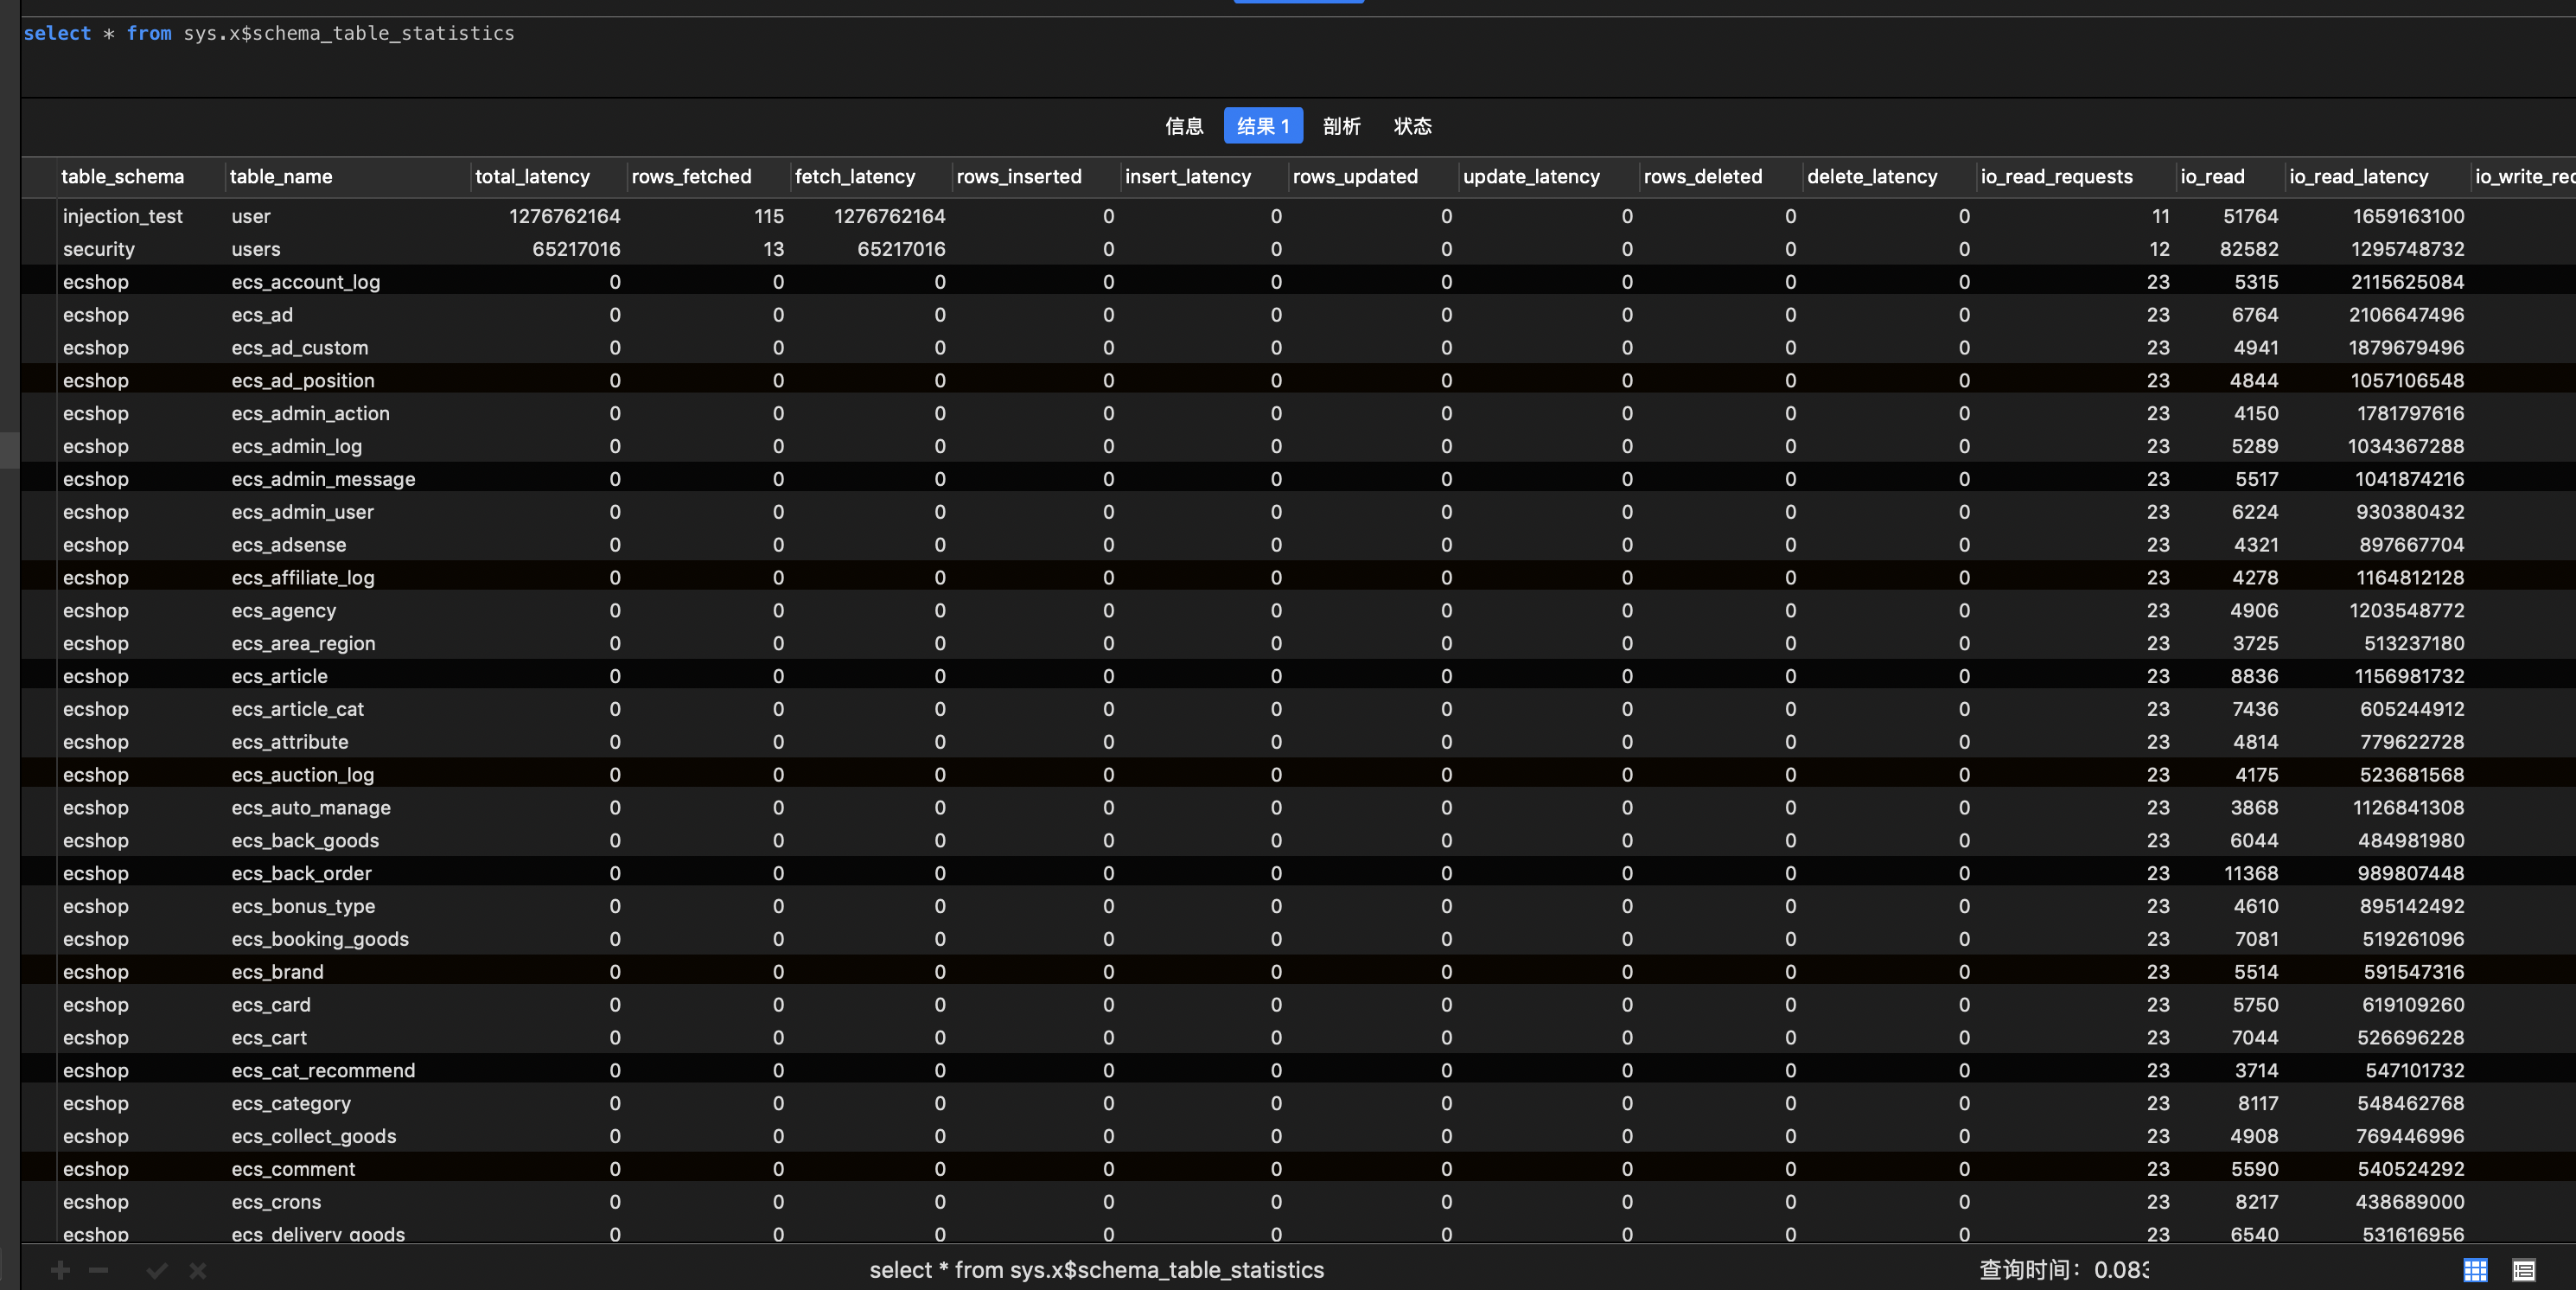 select * from sys.x$schema_table_statistics
信息 结果 1 剖析 状态
table_schema table_name total_latency rows_fetched fetch_latency rows_inserted insert_latency rows_updated update_latency rows_deleted delete_latency io_read_requests io_read io_read_latency io_write_rec
injection_test user 1276762164 115 1276762164 0 0 0 0 0 0 11 51764 1659163100
security users 65217016 13 65217016 0 0 0 0 0 0 12 82582 1295748732
ecshop ecs_account_log 0 0 0 0 0 0 0 0 0 23 5315 2115625084
ecshop ecs_ad 0 0 0 0 0 0 0 0 0 23 6764 2106647496
ecshop ecs_ad_custom 0 0 0 0 0 0 0 0 0 23 4941 1879679496
ecshop ecs_ad_position 0 0 0 0 0 0 0 0 0 23 4844 1057106548
ecshop ecs_admin_action 0 0 0 0 0 0 0 0 0 23 4150 1781797616
ecshop ecs_admin_log 0 0 0 0 0 0 0 0 0 23 5289 1034367288
ecshop ecs_admin_message 0 0 0 0 0 0 0 0 0 23 5517 1041874216
ecshop ecs_admin_user 0 0 0 0 0 0 0 0 0 23 6224 930380432
ecshop ecs_adsense 0 0 0 0 0 0 0 0 0 23 4321 897667704
ecshop ecs_affiliate_log 0 0 0 0 0 0 0 0 0 23 4278 1164812128
ecshop ecs_agency 0 0 0 0 0 0 0 0 0 23 4906 1203548772
ecshop ecs_area_region 0 0 0 0 0 0 0 0 0 23 3725 513237180
ecshop ecs_article 0 0 0 0 0 0 0 0 0 23 8836 1156981732
ecshop ecs_article_cat 0 0 0 0 0 0 0 0 0 23 7436 605244912
ecshop ecs_attribute 0 0 0 0 0 0 0 0 0 23 4814 779622728
ecshop ecs_auction_log 0 0 0 0 0 0 0 0 0 23 4175 523681568
ecshop ecs_auto_manage 0 0 0 0 0 0 0 0 0 23 3868 1126841308
ecshop ecs_back_goods 0 0 0 0 0 0 0 0 0 23 6044 484981980
ecshop ecs_back_order 0 0 0 0 0 0 0 0 0 23 11368 989807448
ecshop ecs_bonus_type 0 0 0 0 0 0 0 0 0 23 4610 895142492
ecshop ecs_booking_goods 0 0 0 0 0 0 0 0 0 23 7081 519261096
ecshop ecs_brand 0 0 0 0 0 0 0 0 0 23 5514 591547316
ecshop ecs_card 0 0 0 0 0 0 0 0 0 23 5750 619109260
ecshop ecs_cart 0 0 0 0 0 0 0 0 0 23 7044 526696228
ecshop ecs_cat_recommend 0 0 0 0 0 0 0 0 0 23 3714 547101732
ecshop ecs_category 0 0 0 0 0 0 0 0 0 23 8117 548462768
ecshop ecs_collect_goods 0 0 0 0 0 0 0 0 0 23 4908 769446996
ecshop ecs_comment 0 0 0 0 0 0 0 0 0 23 5590 540524292
ecshop ecs_crons 0 0 0 0 0 0 0 0 0 23 8217 438689000
ecshop ecs_delivery_goods 0 0 0 0 0 0 0 0 0 23 6540 531616956
select * from sys.x$schema_table_statistics 查询时间：0.083